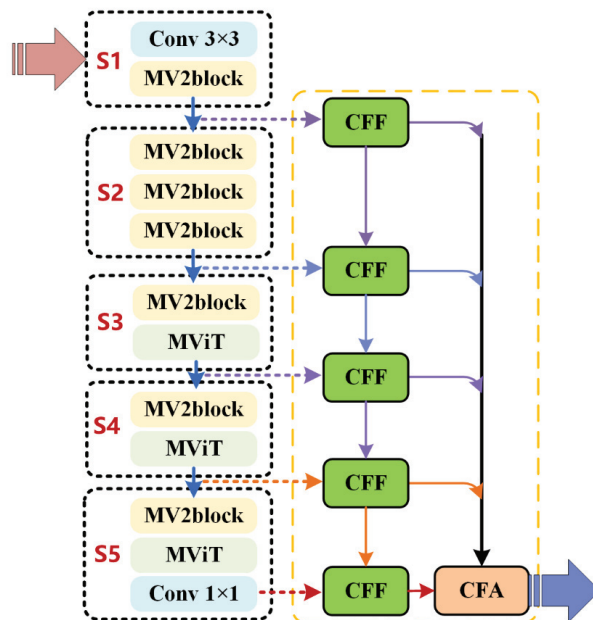 S1
Conv 3×3
MV2block
S2
MV2block
MV2block
MV2block
S3
MV2block
MViT
S4
MV2block
MViT
S5
MV2block
MViT
Conv 1×1
CFF
CFF
CFF
CFF
CFF
CFA